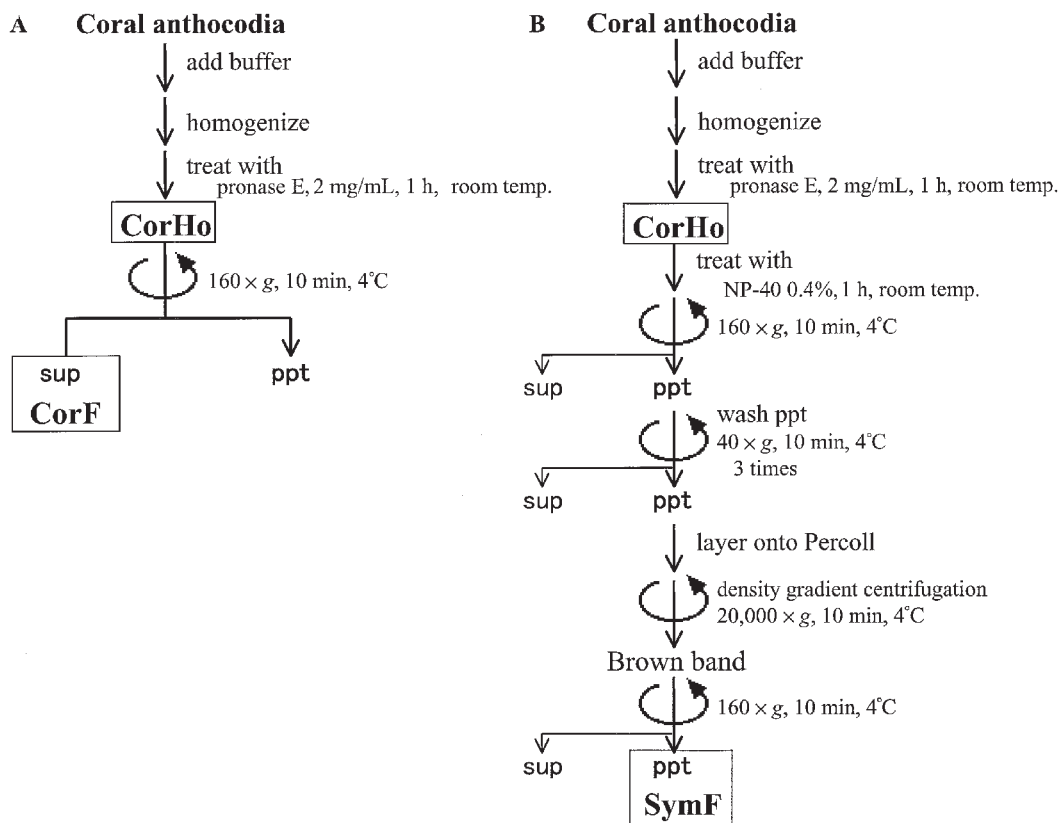 A
Coral anthocodia
add buffer
homogenize
treat with
pronase E, 2 mg/mL, 1 h, room temp.
CorHo
160 × g, 10 min, 4°C
sup
ppt
CorF
B
Coral anthocodia
add buffer
homogenize
treat with
pronase E, 2 mg/mL, 1 h, room temp.
CorHo
treat with
NP-40 0.4%, 1 h, room temp.
160 × g, 10 min, 4°C
sup
ppt
wash ppt
40 × g, 10 min, 4°C
3 times
sup
ppt
layer onto Percoll
density gradient centrifugation
20,000 × g, 10 min, 4°C
Brown band
160 × g, 10 min, 4°C
sup
ppt
SymF